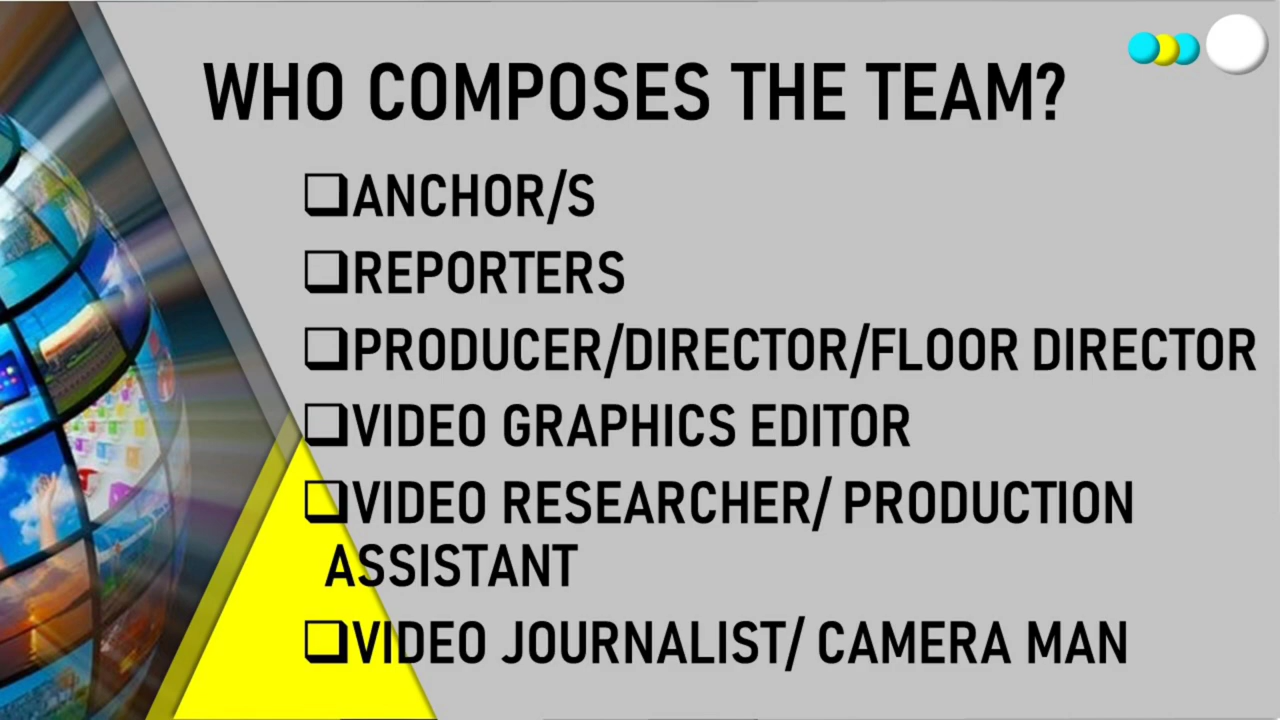 WHO COMPOSES THE TEAM?
❑ANCHOR/S
❑REPORTERS
❑PRODUCER/DIRECTOR/FLOOR DIRECTOR
❑VIDEO GRAPHICS EDITOR
❑VIDEO RESEARCHER/ PRODUCTION
ASSISTANT
❑VIDEO JOURNALIST/ CAMERA MAN